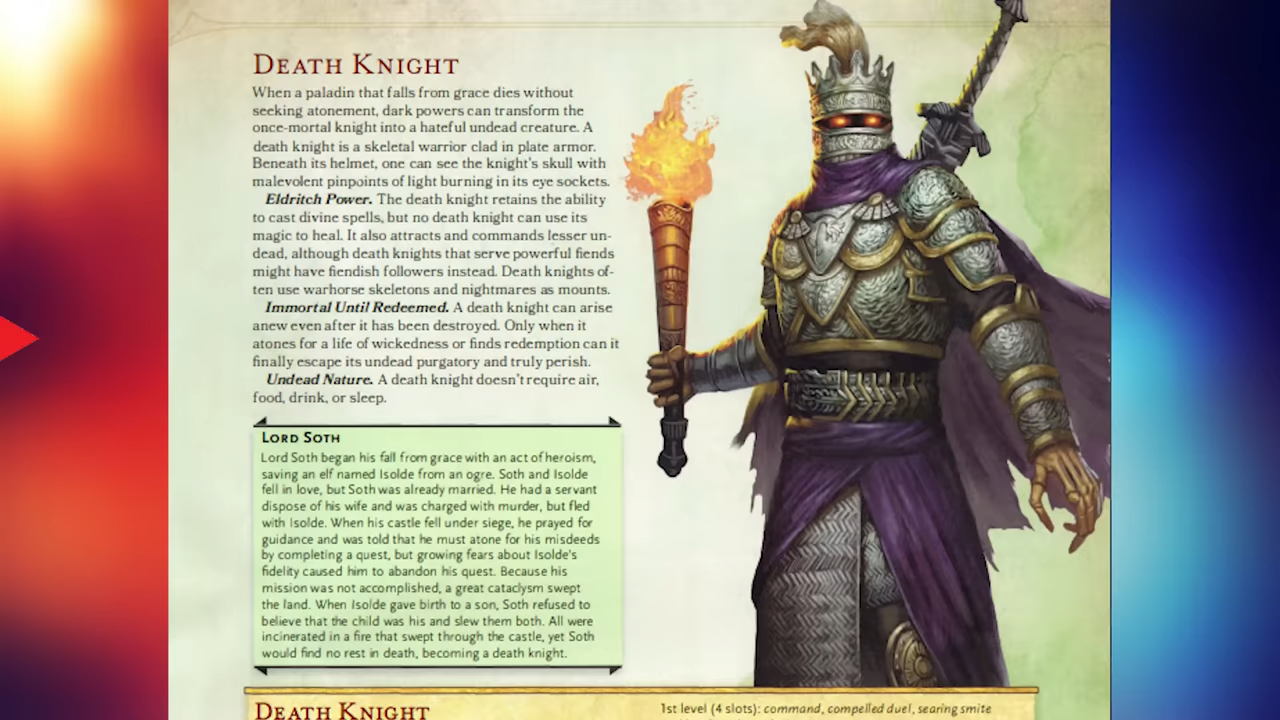 DEATH KNIGHT
When a paladin that falls from grace dies without
seeking atonement, dark powers can transform the
once-mortal knight into a hateful undead creature. A
death knight is a skeletal warrior clad in plate armor.
Beneath its helmet, one can see the knight's skull with
malevolent pinpoints of light burning in its eye sockets.
Eldritch Power. The death knight retains the ability
to cast divine spells, but no death knight can use its
magic to heal. It also attracts and commands lesser un-
dead, although death knights that serve powerful fiends
might have fiendish followers instead. Death knights of-
ten use warhorse skeletons and nightmares as mounts.
Immortal Until Redeemed. A death knight can arise
anew even after it has been destroyed. Only when it
atones for a life of wickedness or finds redemption can it
finally escape its undead purgatory and truly perish.
Undead Nature. A death knight doesn't require air,
food, drink, or sleep.
LORD SOTH
Lord Soth began his fall from grace with an act of heroism,
saving an elf named Isolde from an ogre. Soth and Isolde
fell in love, but Soth was already married. He had a servant
dispose of his wife and was charged with murder, but fled
with Isolde. When his castle fell under siege, he prayed for
guidance and was told that he must atone for his misdeeds
by completing a quest, but growing fears about Isolde's
fidelity caused him to abandon his quest. Because his
mission was not accomplished, a great cataclysm swept
the land. When Isolde gave birth to a son, Soth refused to
believe that the child was his and slew them both. All were
incinerated in a fire that swept through the castle, yet Soth
would find no rest in death, becoming a death knight.
DEATH KNIGHT
1st level (4 slots): command, compelled duel, searing smite